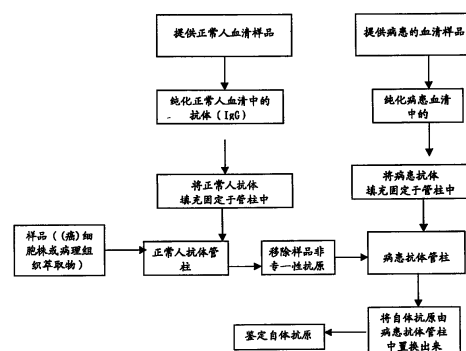 提供正常人血清样品
提供病患的血清样品
纯化正常人血清中的
抗体(IgG)
纯化病患血清
中的
将正常人抗体
填充固定于管柱中
将病患抗体
填充固定于管柱中
样品((癌)细
胞株或病理组
织萃取物)
正常人抗体管
柱
移除样品非
专一性抗原
病患抗体管柱
将自体抗原由
病患抗体管柱
中置换出来
鉴定自体抗原